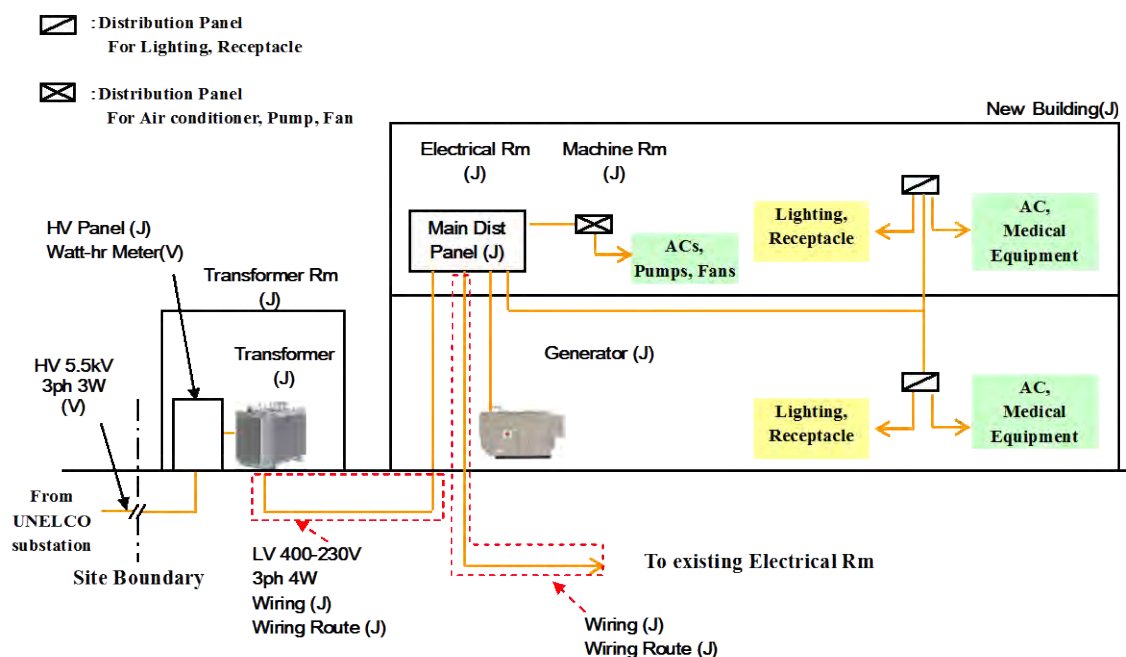 : Distribution Panel
For Lighting, Receptacle
: Distribution Panel
For Air conditioner, Pump, Fan
New Building(J)
Electrical Rm
(J)
Machine Rm
(J)
Main Dist
Panel (J)
ACs,
Pumps, Fans
Lighting,
Receptacle
AC,
Medical
Equipment
HV Panel (J)
Watt-hr Meter(V)
Transformer Rm
(J)
Transformer
(J)
HV 5.5kV
3ph 3W
(V)
Generator (J)
Lighting,
Receptacle
AC,
Medical
Equipment
From
UNELCO
substation
Site Boundary
LV 400-230V
3ph 4W
Wiring (J)
Wiring Route (J)
To existing Electrical Rm
Wiring (J)
Wiring Route (J)